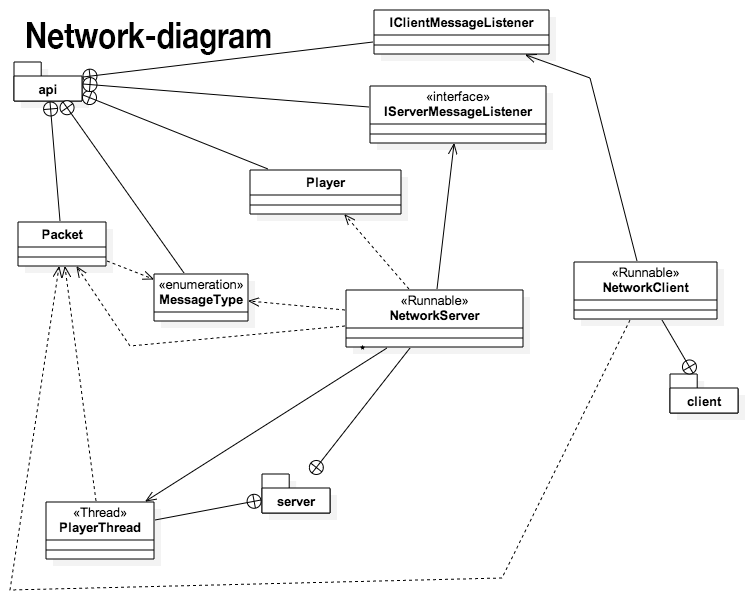 Network-diagram
IClientMessageListener
api
«interface»
IServerMessageListener
Player
Packet
«enumeration»
MessageType
«Runnable»
NetworkServer
*
«Runnable»
NetworkClient
client
server
«Thread»
PlayerThread